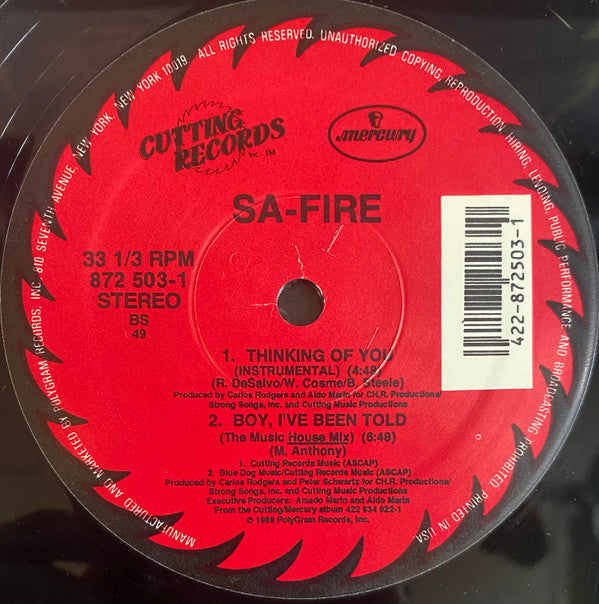 MANUFACTURED AND MARKETED BY POLYGRAM RECORDS, INC. 810 SEVENTH AVENUE, NEW YORK, NEW YORK 10019 ALL RIGHTS RESERVED. UNAUTHORIZED COPYING, REPRODUCTION HIRING, LENDING, PUBLIC PERFORMANCE AND BROADCASTING PROHIBITED PRINTED IN USA.
CUTTING
RECORDS
INC. TM
mercury
SA-FIRE
33 1/3 RPM
872 503-1
STEREO
BS
49
422-872503-1
1. THINKING OF YOU
(INSTRUMENTAL) (4:48)
(R. DeSalvo/W. Cosme/B. Steele)
Produced by Carlos Rodgers and Aldo Marin for CH.R. Productions/
Strong Songs, Inc. and Cutting Music Productions
2. BOY, I'VE BEEN TOLD
(The Music House Mix) (6:48)
(M. Anthony)
1. Cutting Records Music (ASCAP)
2. Blue Dog Music/Cutting Records Music (ASCAP)
Produced by Carlos Rodgers and Peter Schwartz for CH.R. Productions/
Strong Songs, Inc. and Cutting Music Productions
Executive Producers: Amado Marin and Aldo Marin
From the Cutting/Mercury album 422 834 922-1
© 1989 PolyGram Records, Inc.